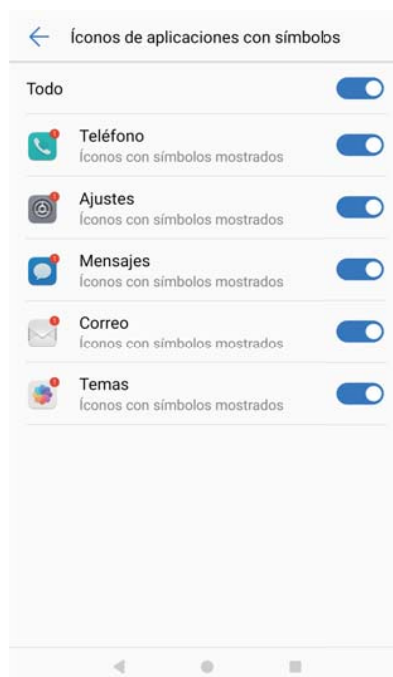 Íconos de aplicaciones con símbolos
Todo
Teléfono
Íconos con símbolos mostrados
Ajustes
Íconos con símbolos mostrados
Mensajes
Íconos con símbolos mostrados
Correo
Íconos con símbolos mostrados
Temas
Íconos con símbolos mostrados